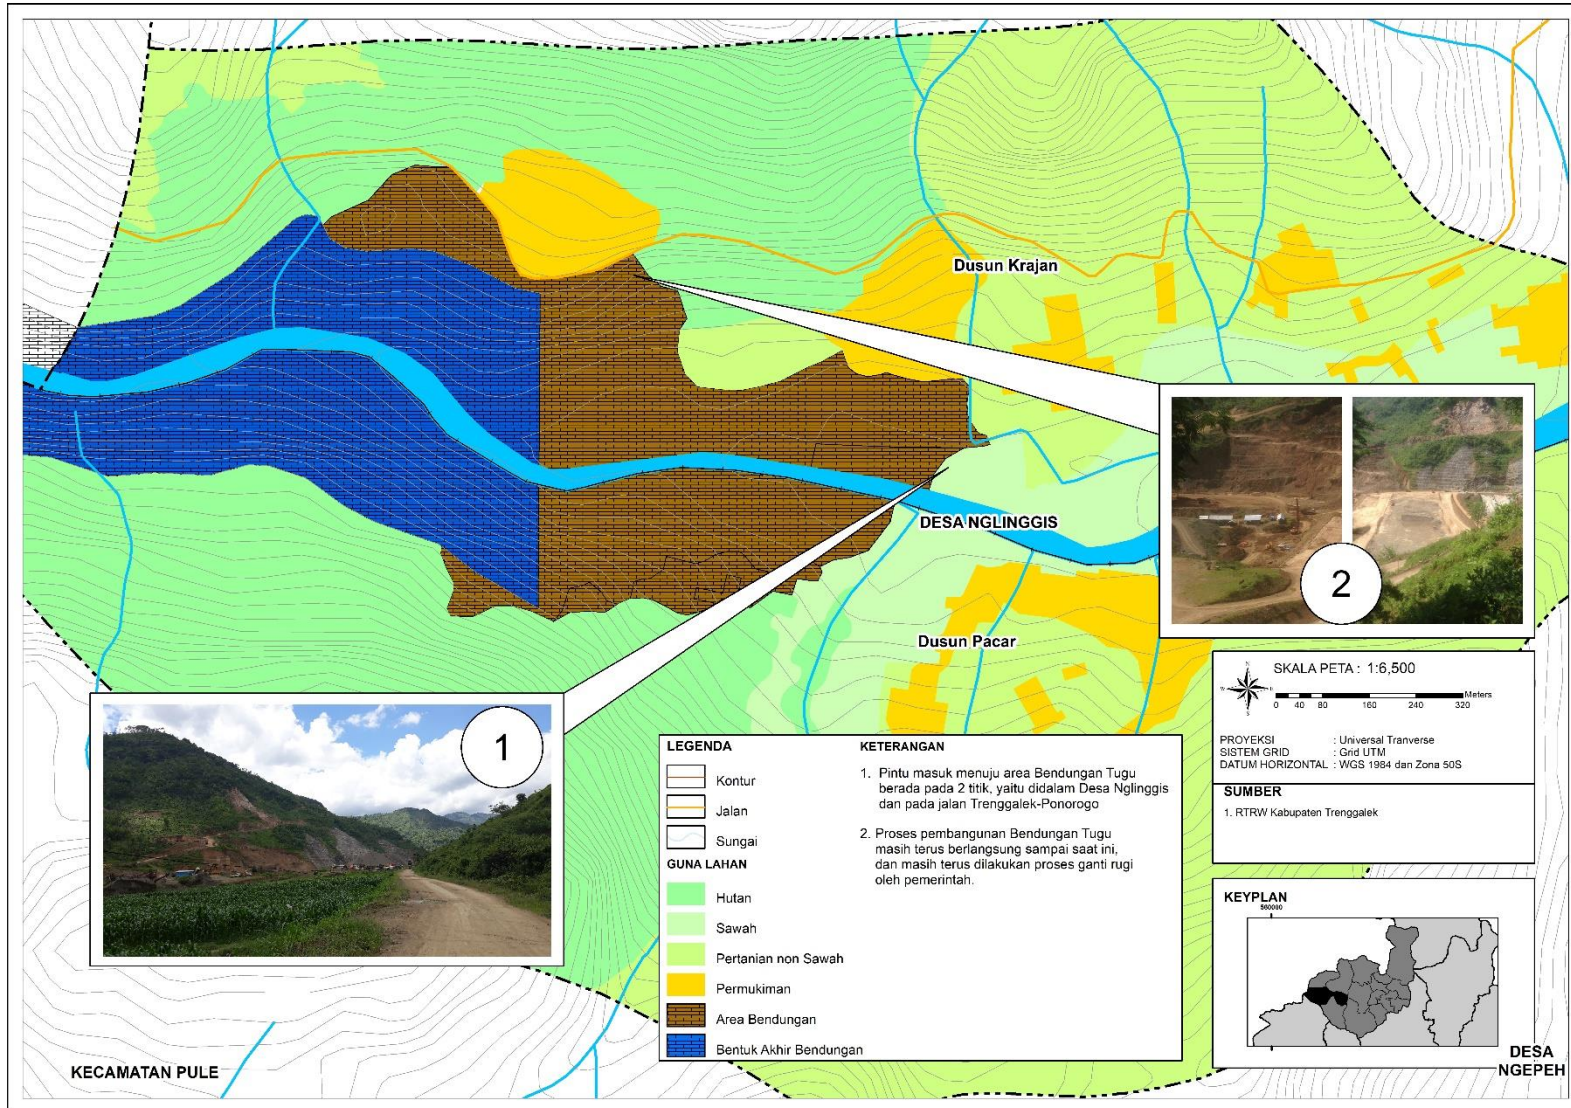 Dusun Krajan
DESA NGLINGGIS
Dusun Pacar
KECAMATAN PULE
DESA
NGEPEH
1
2
LEGENDA
Kontur
Jalan
Sungai
GUNA LAHAN
Hutan
Sawah
Pertanian non Sawah
Permukiman
Area Bendungan
Bentuk Akhir Bendungan
KETERANGAN
1. Pintu masuk menuju area Bendungan Tugu
berada pada 2 titik, yaitu didalam Desa Nglinggis
dan pada jalan Trenggalek-Ponorogo
2. Proses pembangunan Bendungan Tugu
masih terus berlangsung sampai saat ini,
dan masih terus dilakukan proses ganti rugi
oleh pemerintah.
N
W E
S
SKALA PETA : 1:6,500
Meters
0 40 80 160 240 320
PROYEKSI : Universal Tranverse
SISTEM GRID : Grid UTM
DATUM HORIZONTAL : WGS 1984 dan Zona 50S
SUMBER
1. RTRW Kabupaten Trenggalek
KEYPLAN
560000